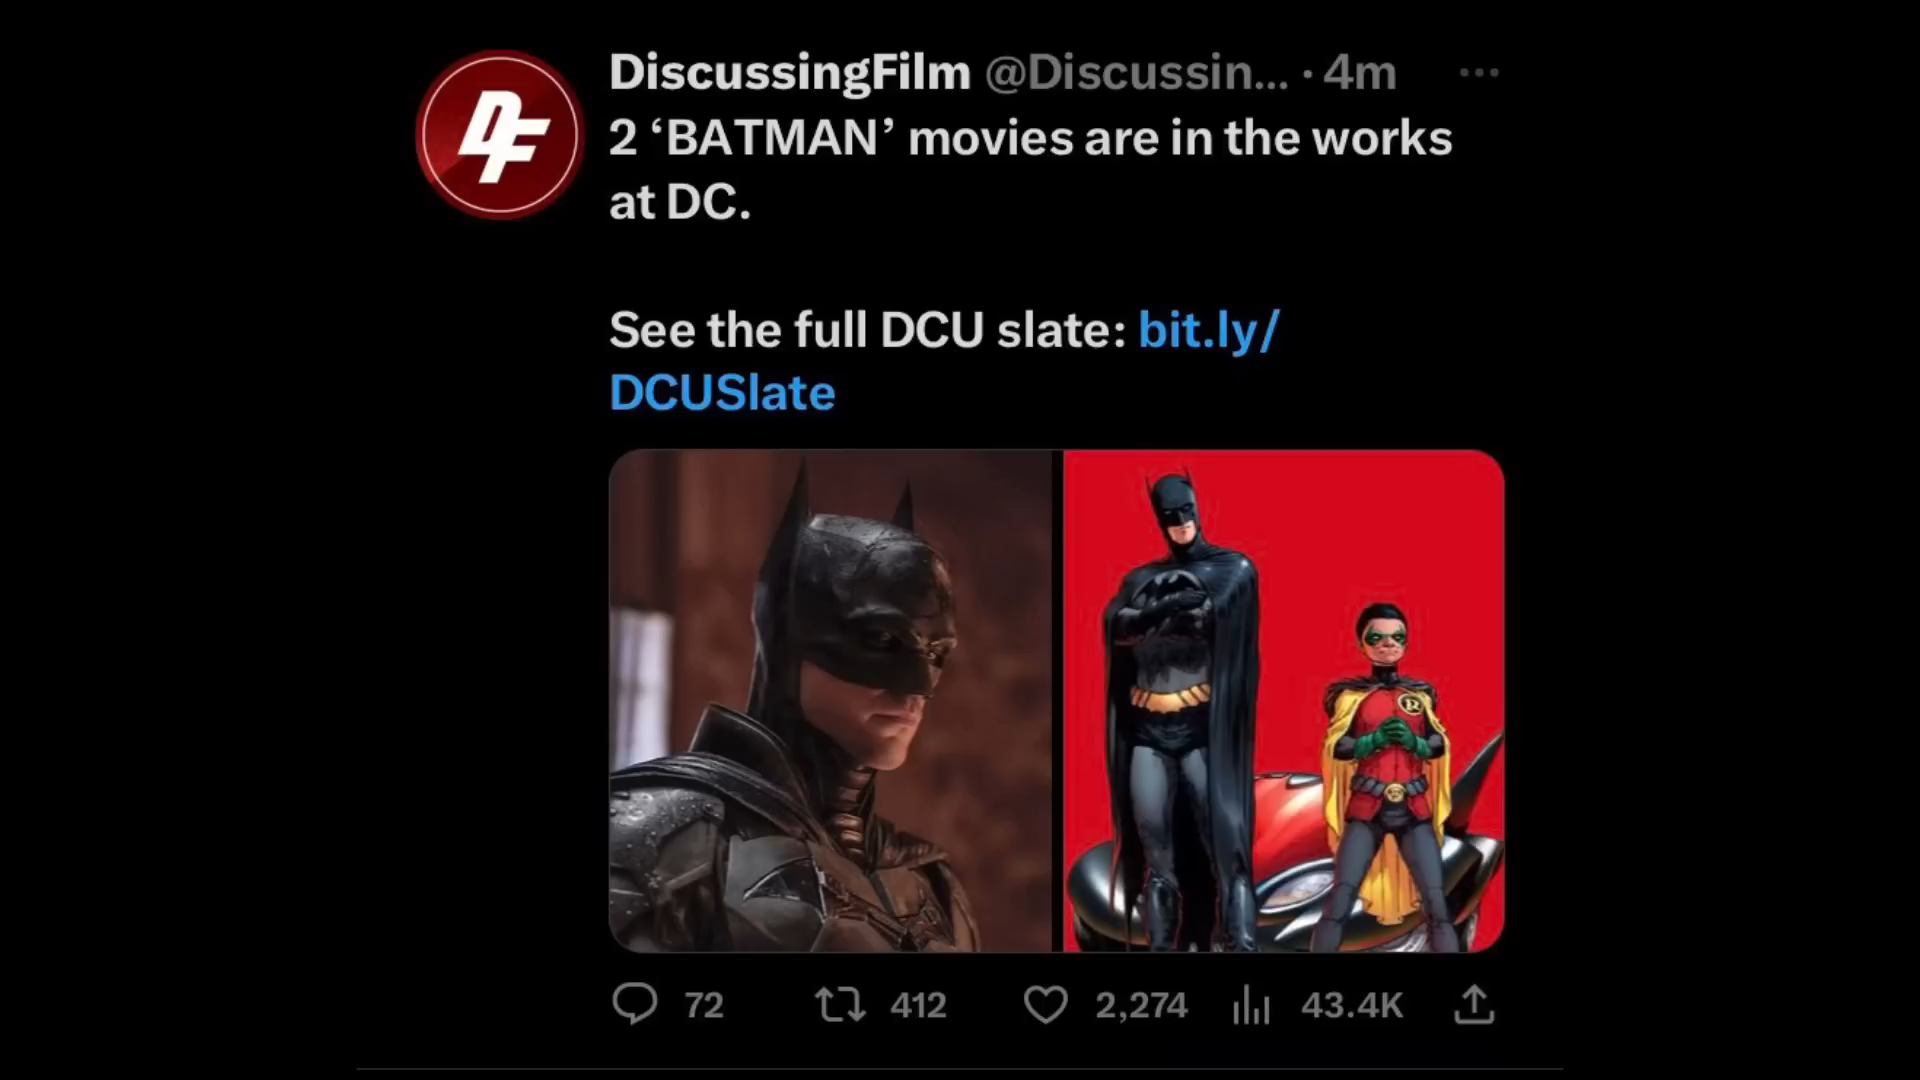 DF
DiscussingFilm @Discussin... · 4m
2 ‘BATMAN’ movies are in the works
at DC.
See the full DCU slate: bit.ly/
DCUSlate
R
72 412 2,274 43.4K